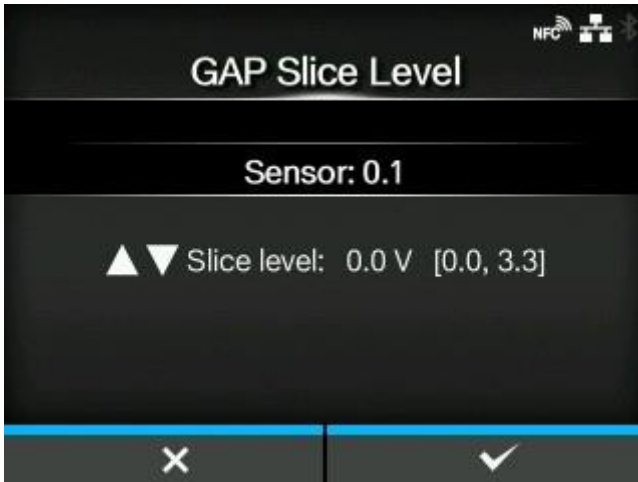 NFC
GAP Slice Level
Sensor: 0.1
▲▼ Slice level: 0.0 V [0.0, 3.3]